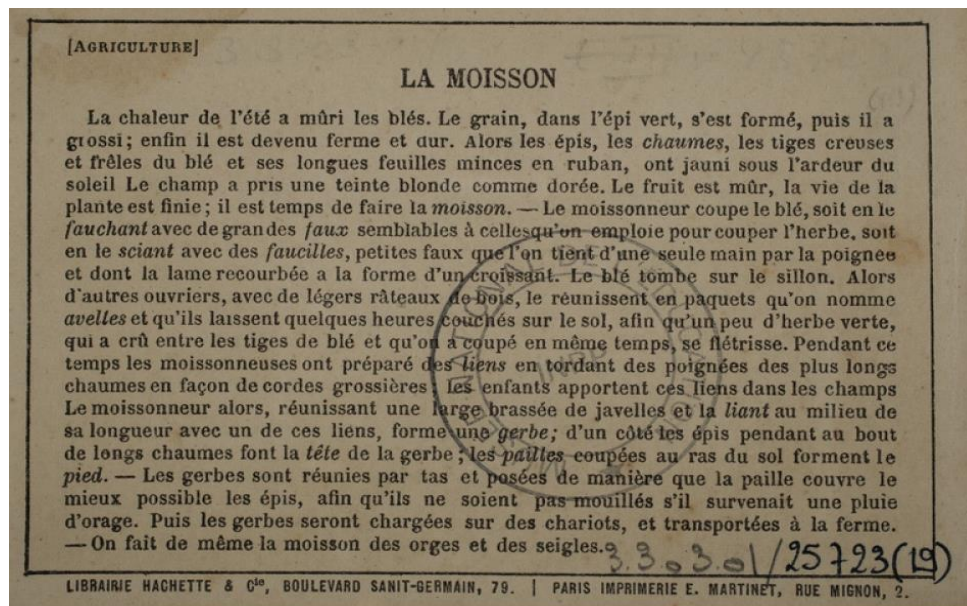 [AGRICULTURE]
LA MOISSON
La chaleur de l'été a mûri les blés. Le grain, dans l'épi vert, s'est formé, puis il a
grossi; enfin il est devenu ferme et aur. Alors les épis, les chaumes, les tiges creuses
et frêles du blé et ses longues feuilles minces en ruban, ont jauni sous l'ardeur du
soleil Le champ a pris une teinte blonde comme dorée. Le fruit est mûr, la vie de la
plante est finie; il est temps de faire la moisson. — Le moissonneur coupe le blé, soit en le
fauchant avec de grandes faux semblables à celles qu'on emploie pour couper l'herbe, soit
en le sciant avec des faucilles, petites faux que l'on tient d'une seule main par la poignee
et dont la lame recourbée a la forme d'un croissant. Le blé tombe sur le sillon. Alors
d'autres ouvriers, avec de légers râteaux de bois, le réunissent en paquets qu'on nomme
avelles et qu'ils laissent quelques heures couchés sur le sol, afin qu'un peu d'herbe verte,
qui a crû entre les tiges de blé et qu'on a coupé en même temps, se flétrisse. Pendant ce
temps les moissonneuses ont préparé des liens en tordant des poignées des plus longs
chaumes en façon de cordes grossières; les enfants apportent ces liens dans les champs
Le moissonneur alors, réunissant une large brassée de javelles et la liant au milieu de
sa longueur avec un de ces liens, forme une gerbe; d'un côté les épis pendant au bout
de longs chaumes font la tête de la gerbe; les pailles coupées au ras du sol forment le
pied. — Les gerbes sont réunies par tas et posées de manière que la paille couvre le
mieux possible les épis, afin qu'ils ne soient pas mouillés s'il survenait une pluie
d'orage. Puis les gerbes seront chargées sur des chariots, et transportées à la ferme.
— On fait de même la moisson des orges et des seigles.
3.3.03.01/25723(19)
LIBRAIRIE HACHETTE & Cie, BOULEVARD SANIT-GERMAIN, 79. | PARIS IMPRIMERIE E. MARTINET, RUE MIGNON, 2.